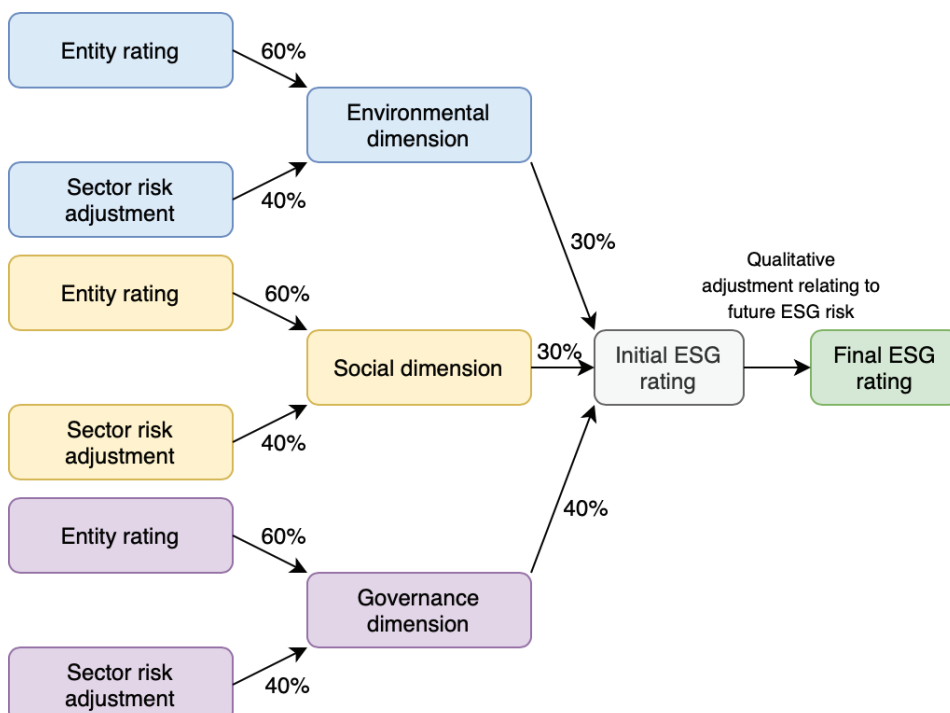 Entity rating
60%
Environmental
dimension
Sector risk
adjustment
40%
30%
Entity rating
60%
Social dimension
30%
Sector risk
adjustment
40%
Initial ESG
rating
Qualitative
adjustment relating to
future ESG risk
Final ESG
rating
Entity rating
60%
Governance
dimension
40%
Sector risk
adjustment
40%